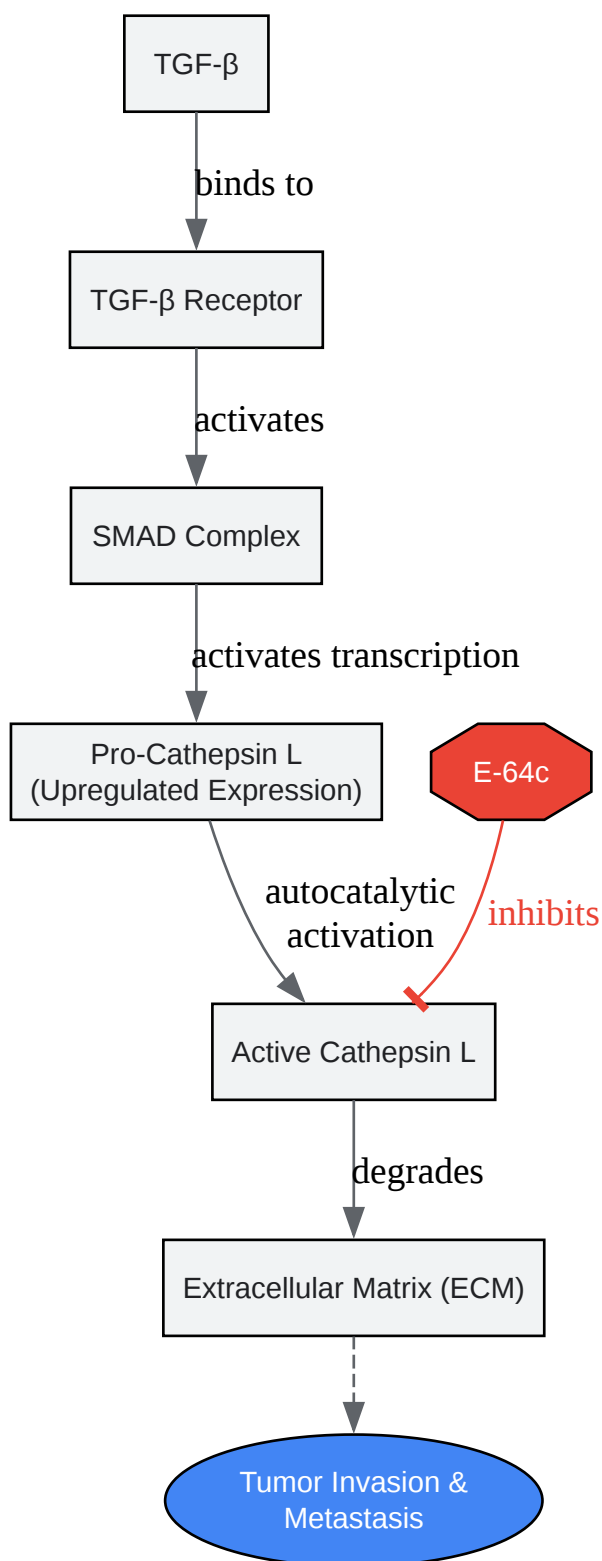 TGF-β
binds to
TGF-β Receptor
activates
SMAD Complex
activates transcription
Pro-Cathepsin L
(Upregulated Expression)
E-64c
autocatalytic
activation
inhibits
Active Cathepsin L
degrades
Extracellular Matrix (ECM)
Tumor Invasion &
Metastasis